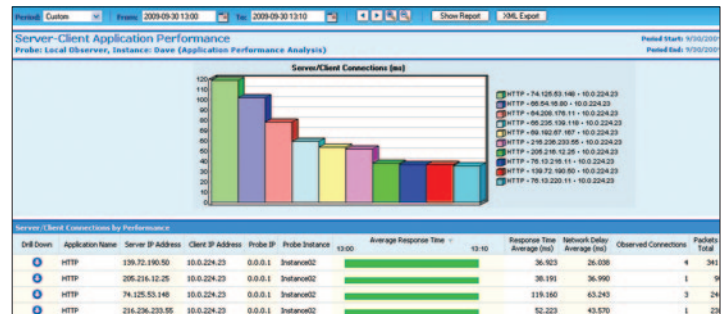 Period: Custom From: 2009-09-30 13:00 To: 2009-09-30 13:10 Show Report XML Export
Server-Client Application Performance Period Start: 9/30/200
Probe: Local Observer, Instance: Dave (Application Performance Analysis) Period End: 9/30/200
Server/Client Connections (ms)
120
110
100
90
80
70
60
50
40
30
20
10
0
HTTP - 74.125.53.148 - 10.0.224.23
HTTP - 66.54.16.80 - 10.0.224.23
HTTP - 64.208.176.11 - 10.0.224.23
HTTP - 66.235.139.118 - 10.0.224.23
HTTP - 69.192.67.167 - 10.0.224.23
HTTP - 216.236.233.55 - 10.0.224.23
HTTP - 205.216.12.25 - 10.0.224.23
HTTP - 76.13.216.11 - 10.0.224.23
HTTP - 139.72.190.50 - 10.0.224.23
HTTP - 76.13.220.11 - 10.0.224.23
Server/Client Connections by Performance
Drill Down Application Name Server IP Address Client IP Address Probe IP Probe Instance 13:00 Average Response Time 13:10 Response Time Average (ms) Network Delay Average (ms) Observed Connections Packets Total
HTTP 139.72.190.50 10.0.224.23 0.0.0.1 Instance02 36.923 26.038 4 341
HTTP 205.216.12.25 10.0.224.23 0.0.0.1 Instance02 38.191 36.990 1 9
HTTP 74.125.53.148 10.0.224.23 0.0.0.1 Instance02 119.160 63.243 3 24
HTTP 216.236.233.55 10.0.224.23 0.0.0.1 Instance02 52.223 43.570 1 23